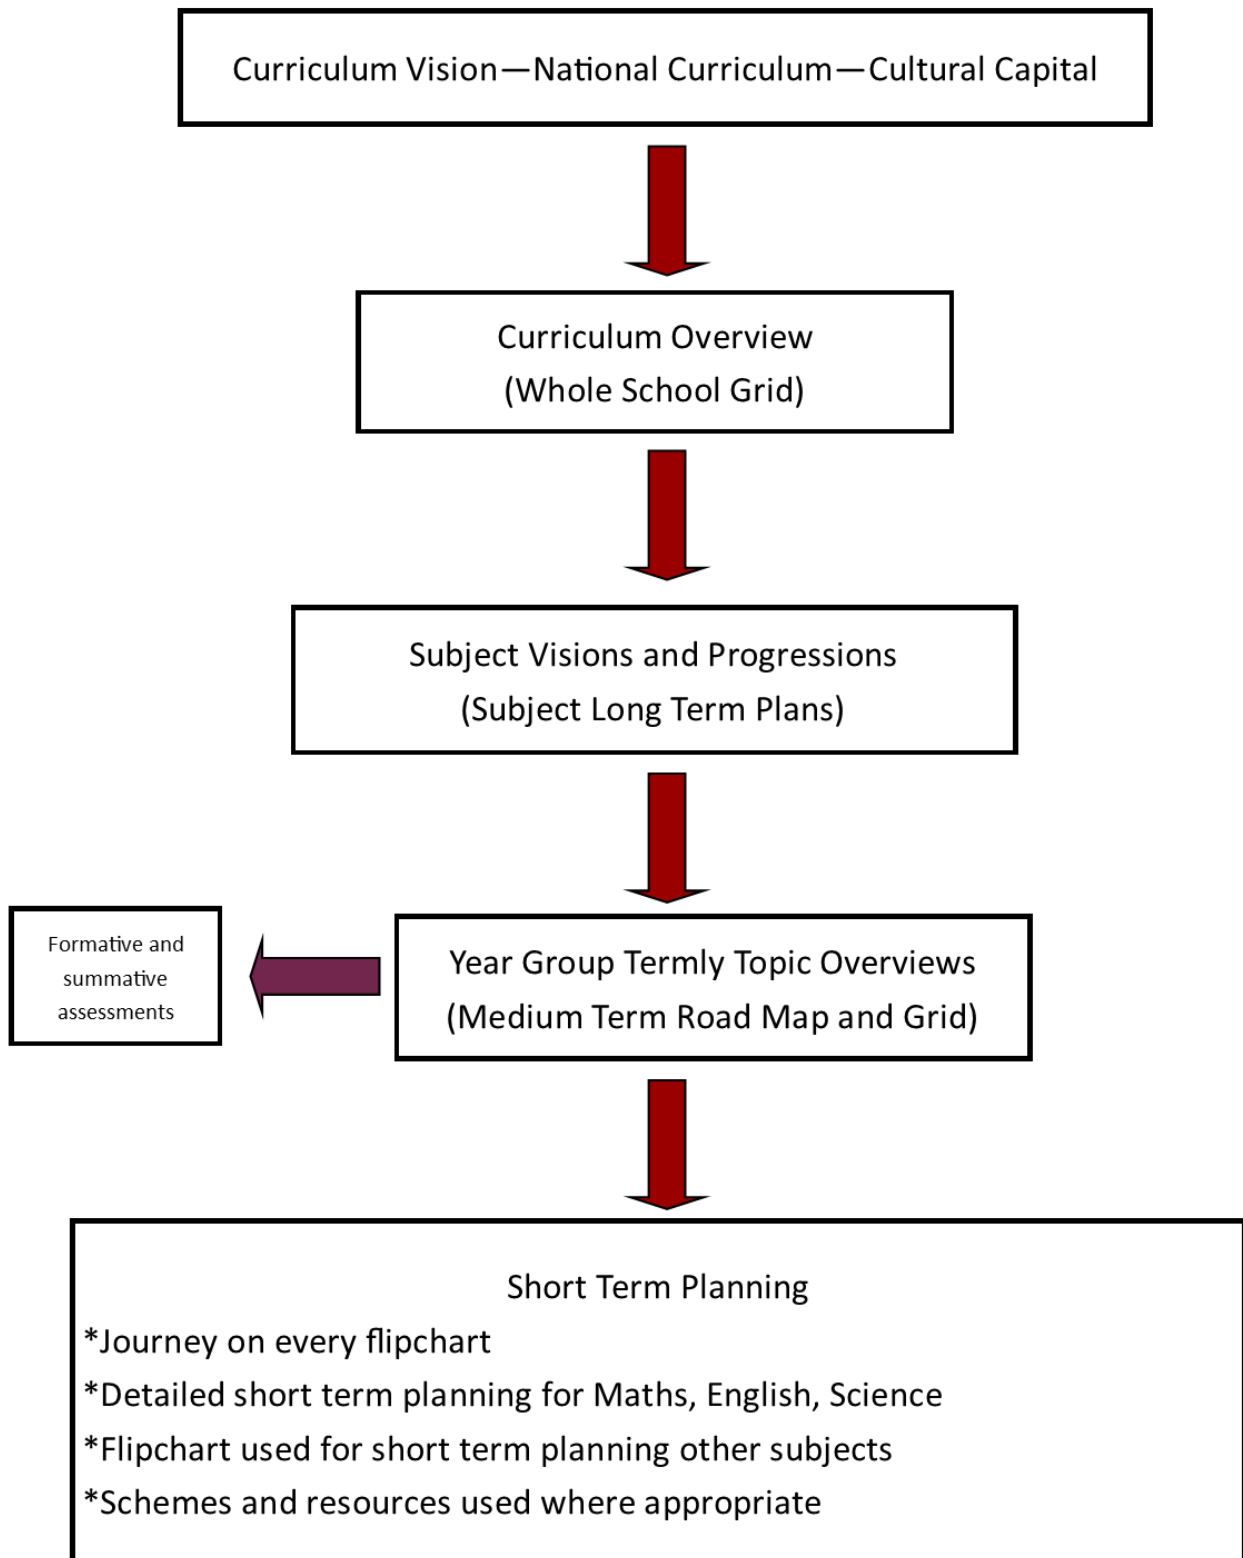 Curriculum Vision—National Curriculum—Cultural Capital
Curriculum Overview
(Whole School Grid)
Subject Visions and Progressions
(Subject Long Term Plans)
Formative and
summative
assessments
Year Group Termly Topic Overviews
(Medium Term Road Map and Grid)
Short Term Planning
*Journey on every flipchart
*Detailed short term planning for Maths, English, Science
*Flipchart used for short term planning other subjects
*Schemes and resources used where appropriate